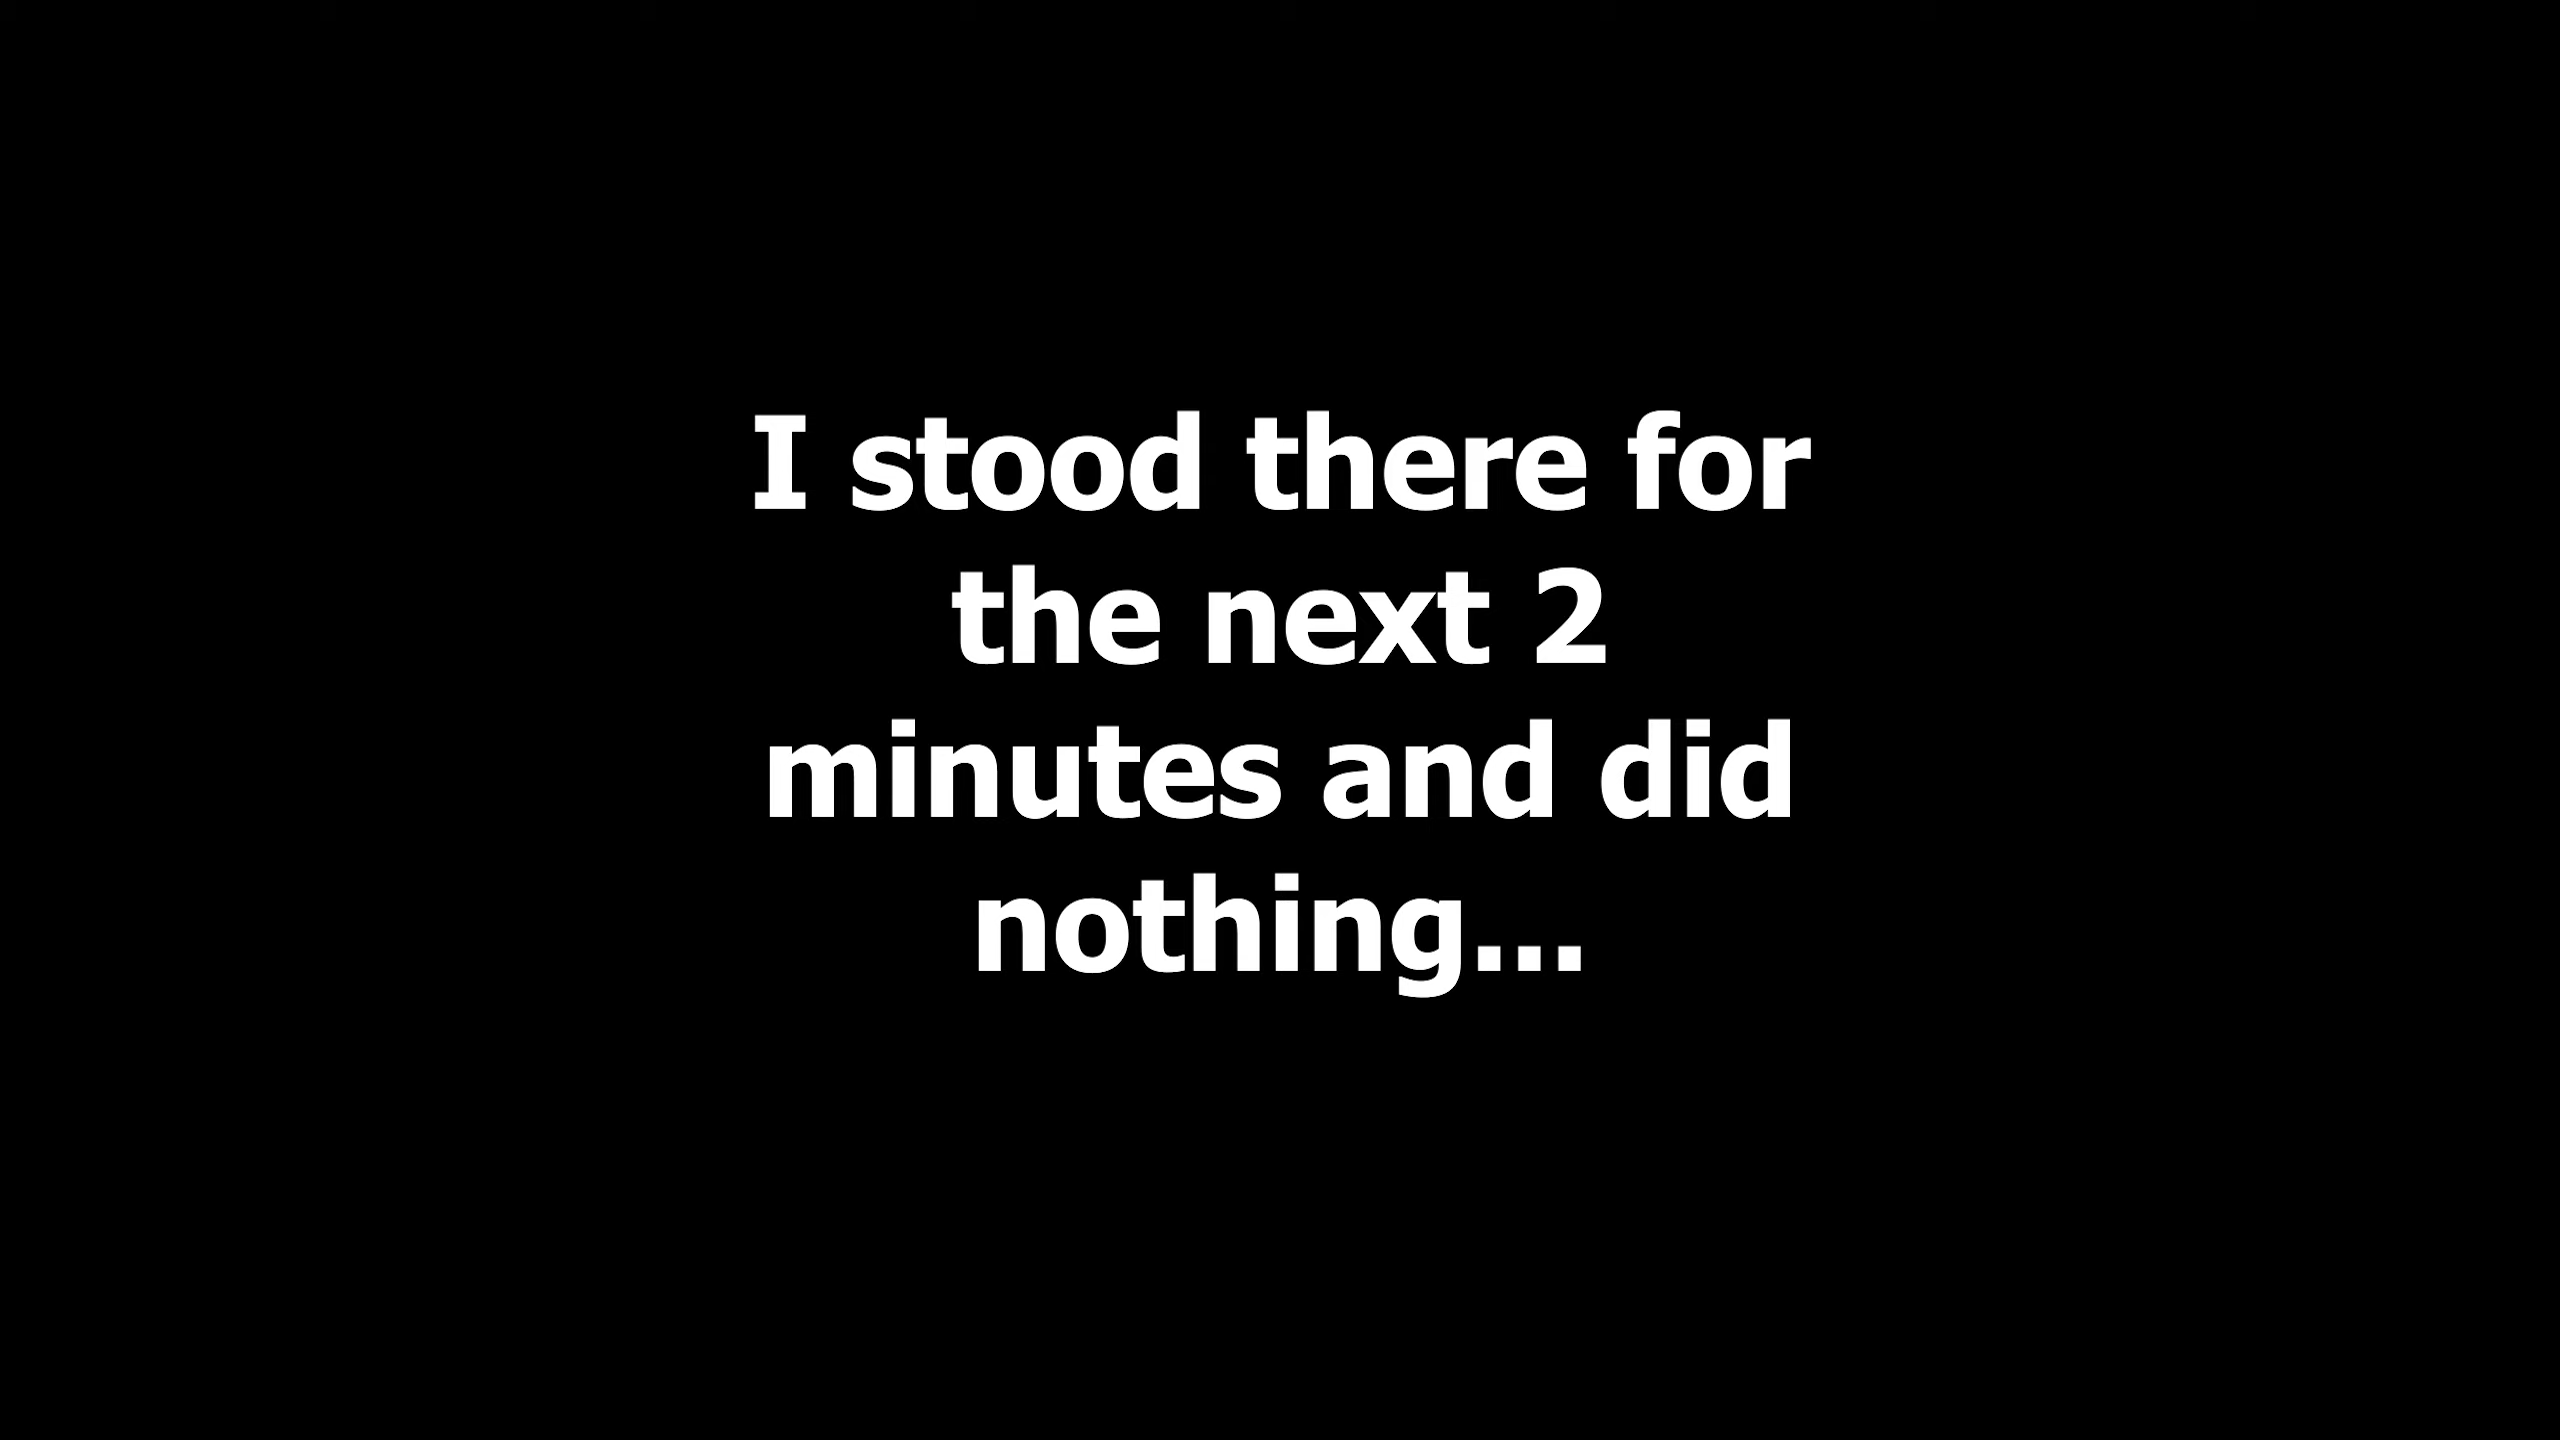 I stood there for
the next 2
minutes and did
nothing...